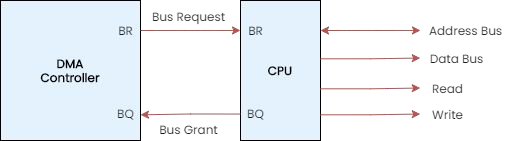 Bus Request
BR
BR
Address Bus
DMA
Controller
CPU
Data Bus
Read
BQ
BQ
Write
Bus Grant